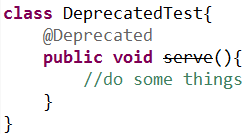 class DeprecatedTest{
    @Deprecated
    public void serve(){
        //do some things
    }
}